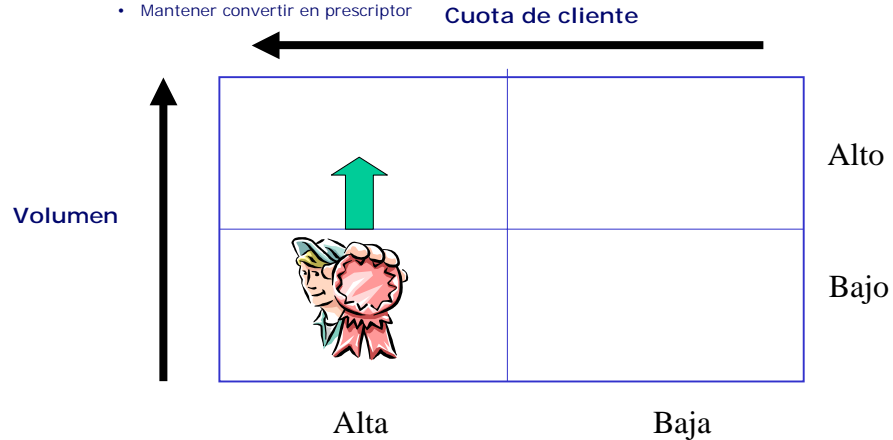 • Mantener convertir en prescriptor
Cuota de cliente
Alto
Volumen
Bajo
Alta Baja